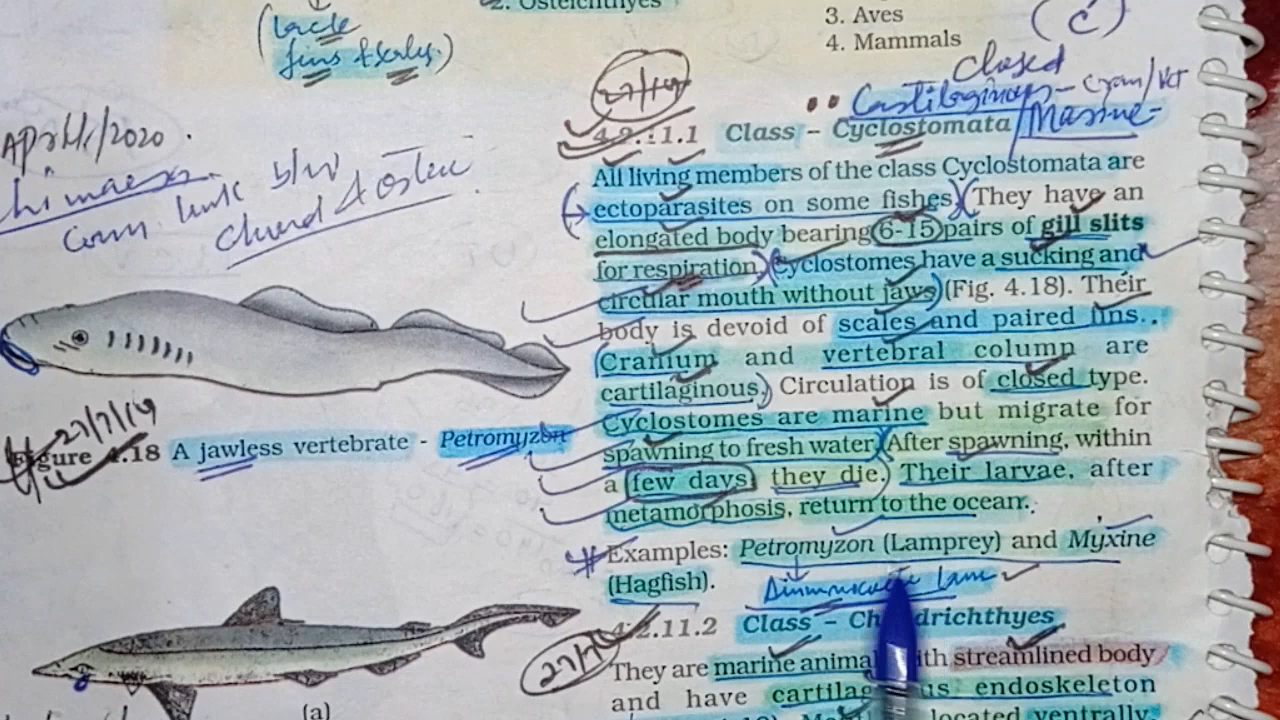 2. Osteichthyes
(lack
fins & scales.)
3. Aves
4. Mammals
(c)
closed
27/19
Cartilaginous - Cran/Vert
Marine-
4.2.11.1 Class – Cyclostomata
April/2020.
All living members of the class Cyclostomata are
ectoparasites on some fishes. They have an
elongated body bearing 6-15 pairs of gill slits
for respiration. Cyclostomes have a sucking and
circular mouth without jaws (Fig. 4.18). Their
body is devoid of scales and paired fins.
Cranium and vertebral column are
cartilaginous. Circulation is of closed type.
Cyclostomes are marine but migrate for
spawning to fresh water. After spawning, within
a few days, they die. Their larvae, after
metamorphosis, return to the ocean.
Examples: Petromyzon (Lamprey) and Myxine
(Hagfish).
conn link b/w
Chond & Osteic
27/7/19
Figure 4.18 A jawless vertebrate - Petromyzon
4.2.11.2 Class – Chondrichthyes
They are marine animals with streamlined body
and have cartilaginous endoskeleton
located ventrally.
(a)